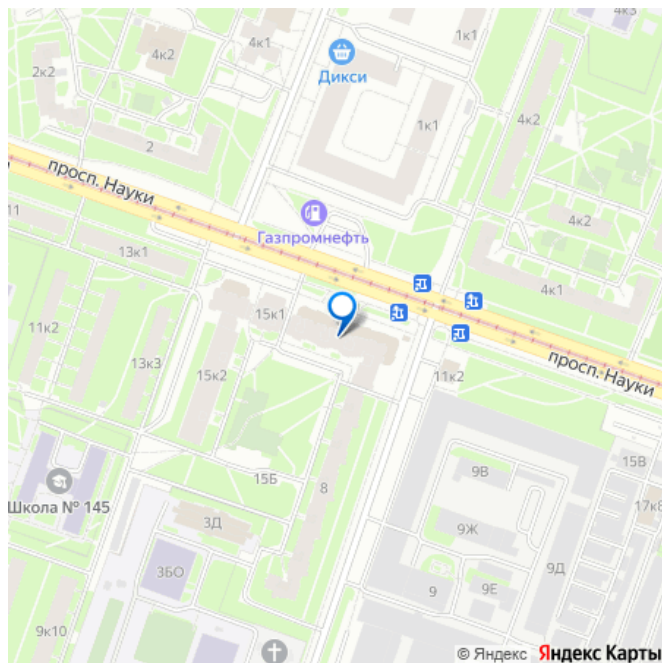 4к3
4к2
4к1
1к1
Дикси
2к2
1к1
4к2
2
просп. Науки
11
Газпромнефть
4к2
13к1
4к1
15к1
11к2
13к3
15к2
просп. Науки
11к2
15Б
8
9В
15В
Школа № 145
3Д
17к8
9Ж
3БО
9
9Е
9Д
9к10
© Яндекс Яндекс Карты